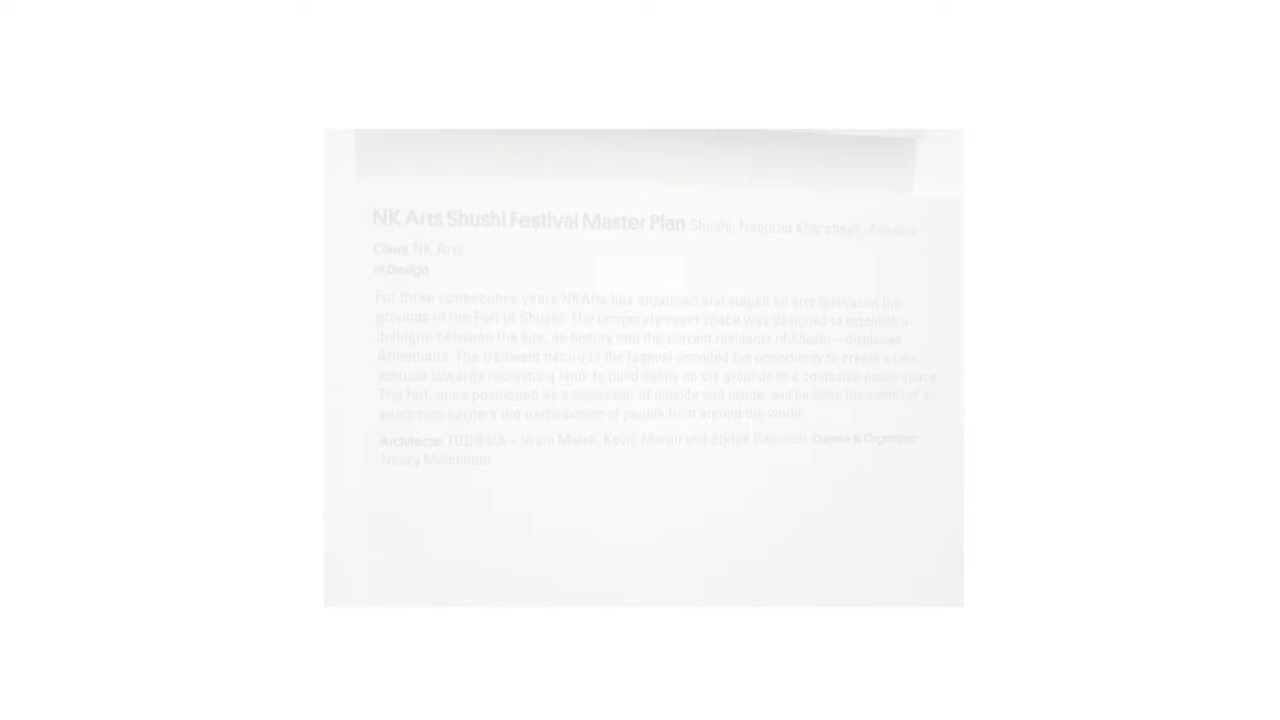 NK Arts Shushi Festival Master Plan Shushi, Nagorno Kharabagh, Armenia
Client NK Arts
In Design
For three consecutive years NKArts has organized and staged an arts festival on the
grounds of the Fort of Shushi. The temporary event space was designed to establish a
dialogue between the site, its history and the current residents of Shushi—displaced
Armenians. The transient nature of the festival provided the opportunity to create a new
attitude towards revitalizing land: to build lightly on the grounds of a contested public space.
The fort, once positioned as a delineator of outside and inside, will become the center of an
event that garners the participation of people from around the world.
Architects: TODO UA - Vram Malek, Kevin and Stefan Curator & Organizer:
Neery Melkonian